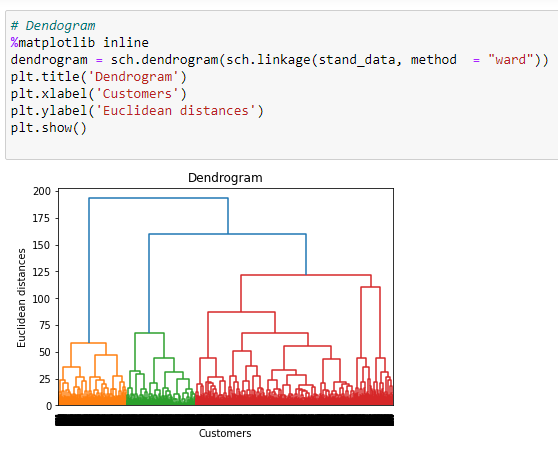 # Dendogram
%matplotlib inline
dendrogram = sch.dendrogram(sch.linkage(stand_data, method  = "ward"))
plt.title('Dendrogram')
plt.xlabel('Customers')
plt.ylabel('Euclidean distances')
plt.show()
Dendrogram
200
175
150
125
100
75
50
25
0
Euclidean distances
Customers